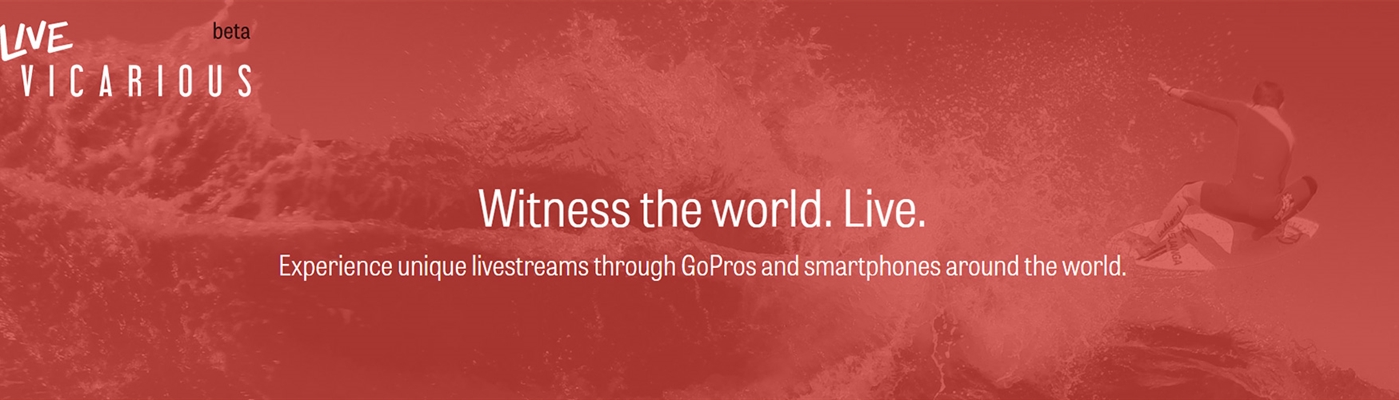 LIVE
beta
VICARIOUS
Witness the world. Live.
Experience unique livestreams through GoPros and smartphones around the world.